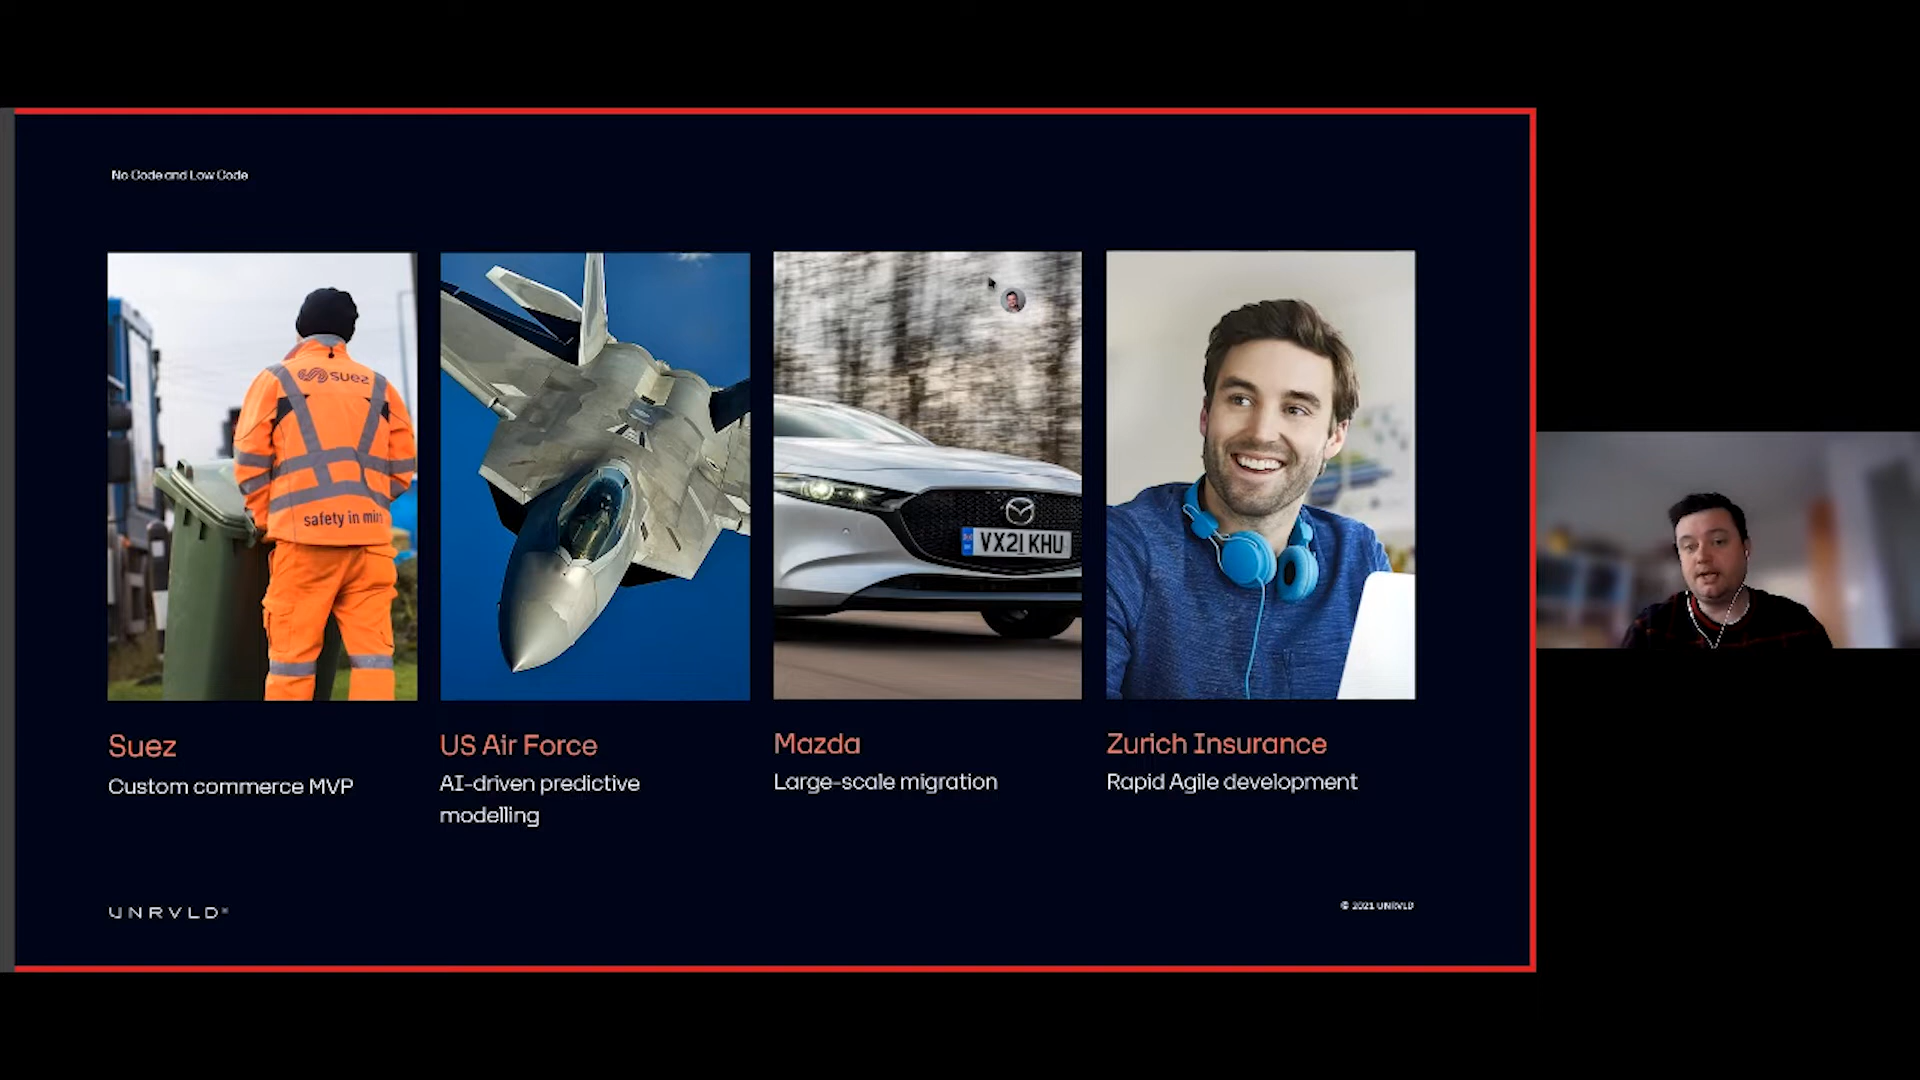 No Code and Low Code
suez
safety in min
VX21 KHU
Suez
US Air Force
Mazda
Zurich Insurance
Custom commerce MVP
AI-driven predictive
modelling
Large-scale migration
Rapid Agile development
UNRVLD
© 2021 UNRVLD